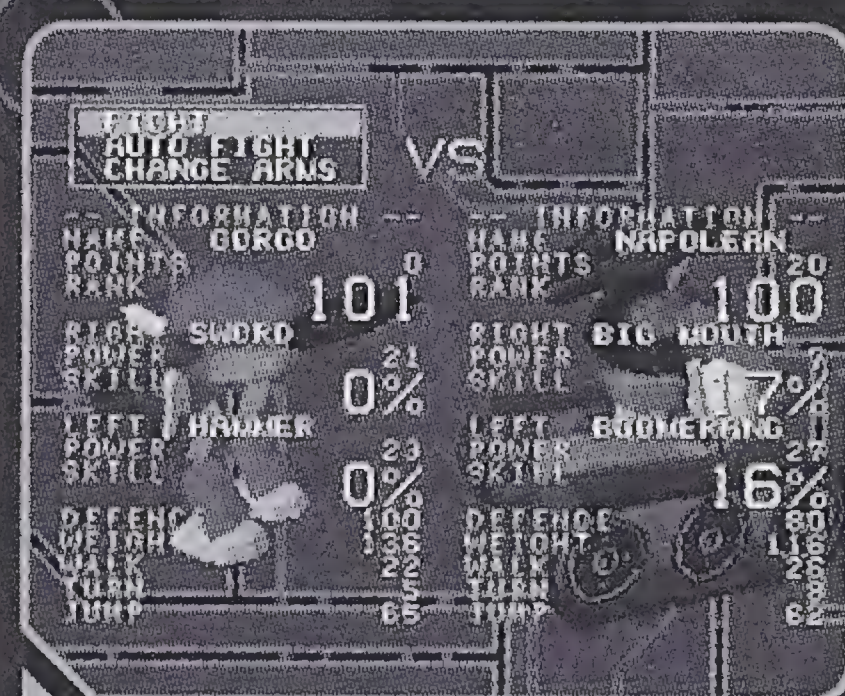 FIGHT
AUTO FIGHT
CHANGE ARMS
VS
-- INFORMATION --
NAME GORGO
POINTS 0
RANK 101
RIGHT SWORD
POWER 21
SKILL 0%
LEFT HAMMER
POWER 23
SKILL 0%
DEFENCE 100
WEIGHT 136
WALK 22
TURN 5
JUMP 65
-- INFORMATION --
NAME NAPOLEAN
POINTS 20
RANK 100
RIGHT BIG MOUTH
POWER
SKILL 17%
LEFT BOOMERANG
POWER
SKILL 16%
DEFENCE 80
WEIGHT 116
WALK 26
TURN
JUMP 62